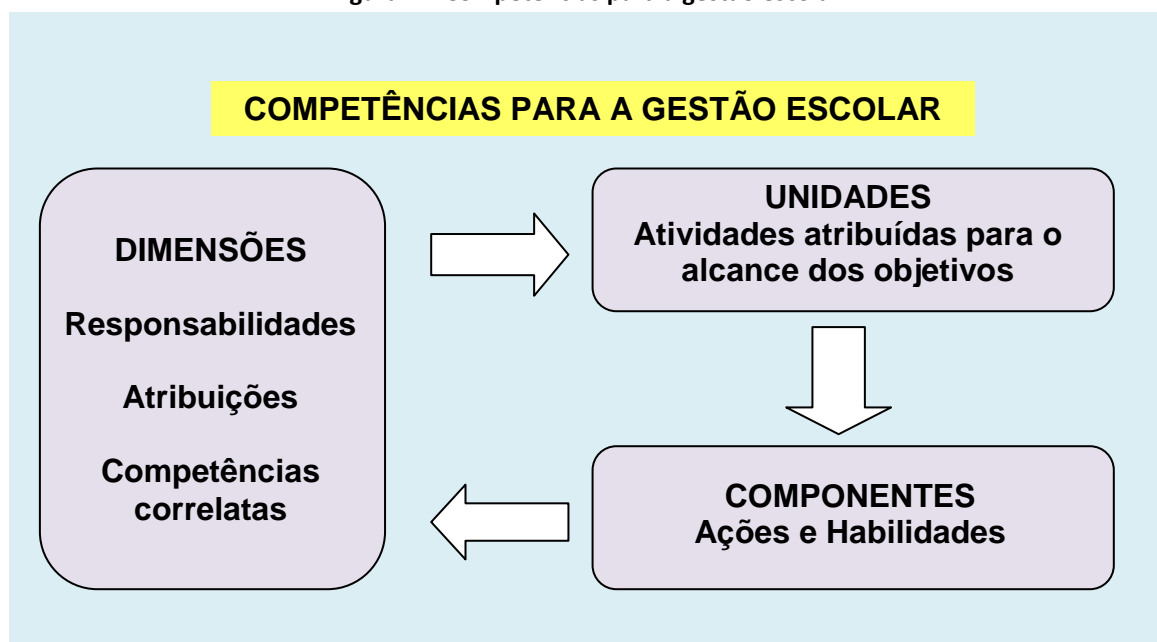 COMPETÊNCIAS PARA A GESTÃO ESCOLAR
DIMENSÕES
Responsabilidades
Atribuições
Competências
correlatas
UNIDADES
Atividades atribuídas para o
alcance dos objetivos
COMPONENTES
Ações e Habilidades